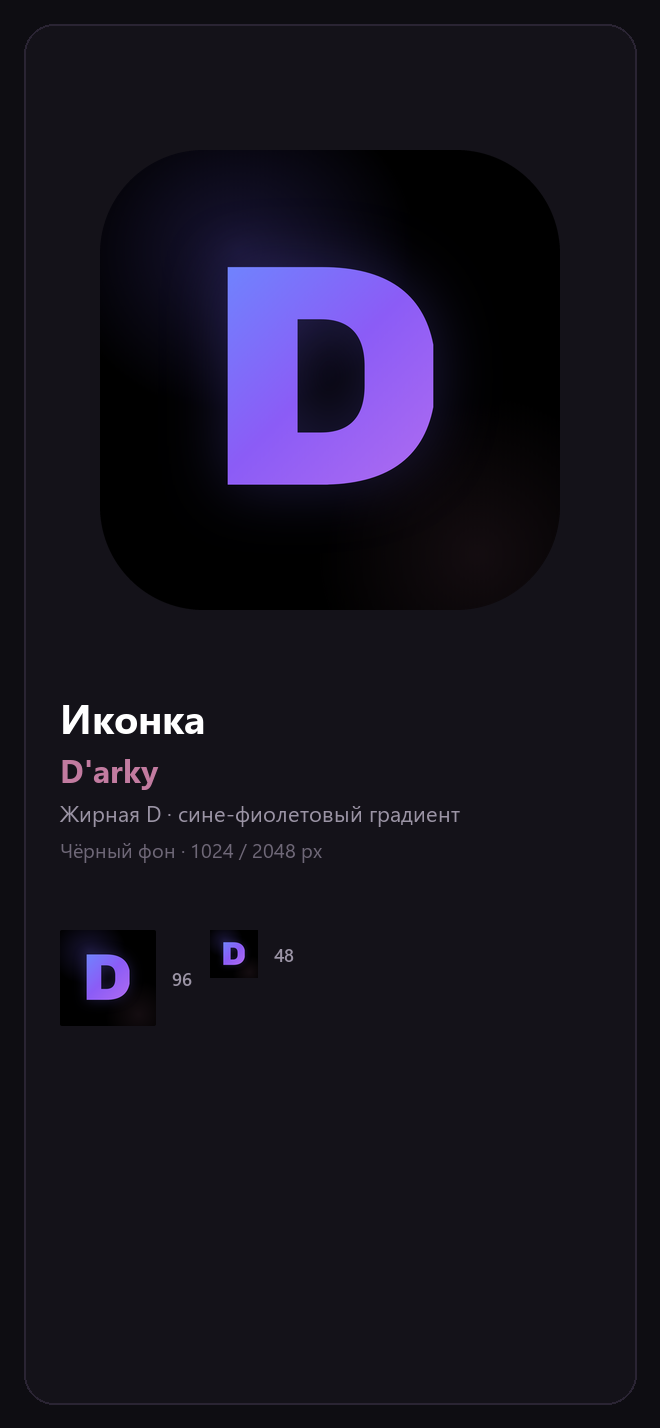 D
Иконка
D'arky
Жирная D · сине-фиолетовый градиент
Чёрный фон · 1024 / 2048 px
D 96 D 48